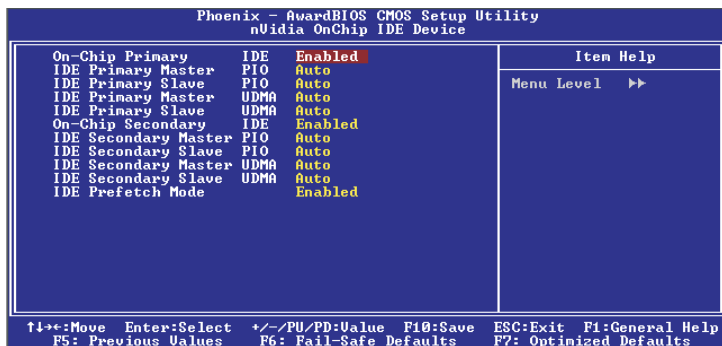 Phoenix - AwardBIOS CMOS Setup Utility
nVidia OnChip IDE Device
On-Chip Primary IDE Enabled
IDE Primary Master PIO Auto
IDE Primary Slave PIO Auto
IDE Primary Master UDMA Auto
IDE Primary Slave UDMA Auto
On-Chip Secondary IDE Enabled
IDE Secondary Master PIO Auto
IDE Secondary Slave PIO Auto
IDE Secondary Master UDMA Auto
IDE Secondary Slave UDMA Auto
IDE Prefetch Mode Enabled
Item Help
Menu Level ▶▶
↑↓→←:Move Enter:Select +/-/PU/PD:Value F10:Save ESC:Exit F1:General Help
F5: Previous Values F6: Fail-Safe Defaults F7: Optimized Defaults